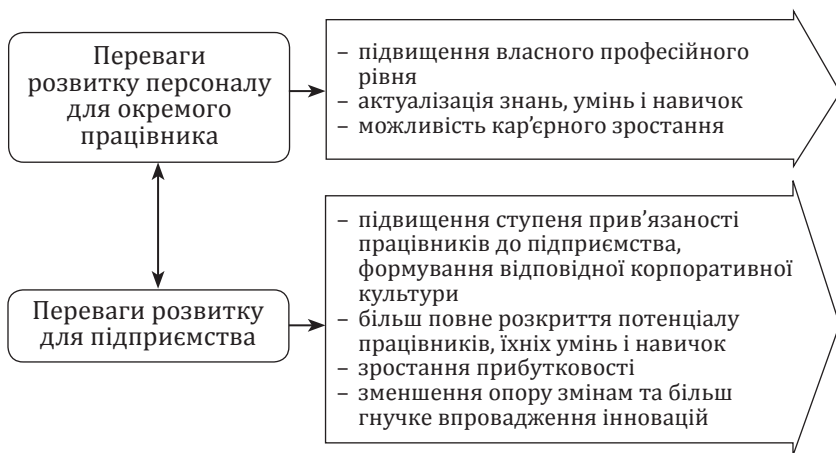 Переваги
розвитку персоналу
для окремого
працівника
– підвищення власного професійного
рівня
– актуалізація знань, умінь і навичок
– можливість кар’єрного зростання
Переваги розвитку
для підприємства
– підвищення ступеня прив’язаності
працівників до підприємства,
формування відповідної корпоративної
культури
– більш повне розкриття потенціалу
працівників, їхніх умінь і навичок
– зростання прибутковості
– зменшення опору змінам та більш
гнучке впровадження інновацій